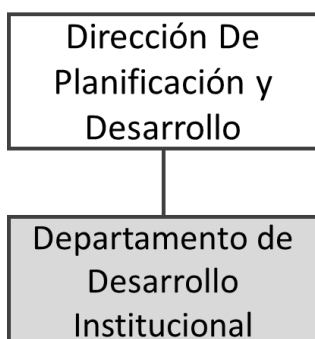 Dirección De
Planificación y
Desarrollo
Departamento de
Desarrollo
Institucional